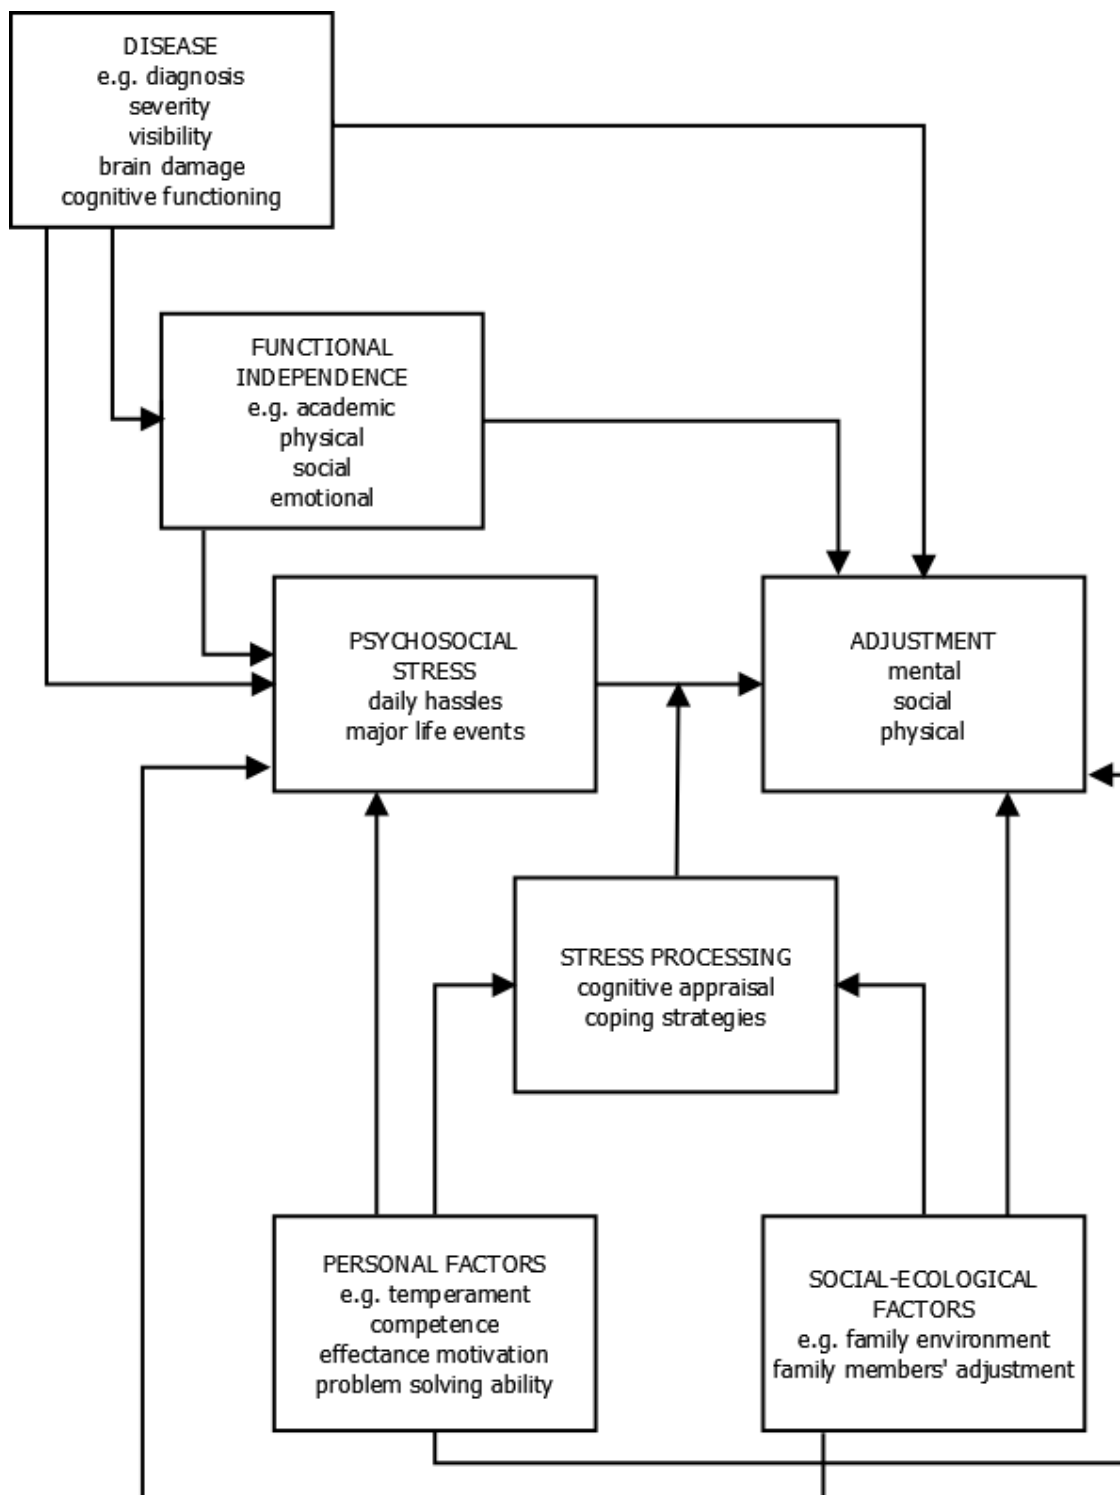 DISEASE
e.g. diagnosis
severity
visibility
brain damage
cognitive functioning
FUNCTIONAL
INDEPENDENCE
e.g. academic
physical
social
emotional
PSYCHOSOCIAL
STRESS
daily hassles
major life events
ADJUSTMENT
mental
social
physical
STRESS PROCESSING
cognitive appraisal
coping strategies
PERSONAL FACTORS
e.g. temperament
competence
effectance motivation
problem solving ability
SOCIAL-ECOLOGICAL
FACTORS
e.g. family environment
family members' adjustment